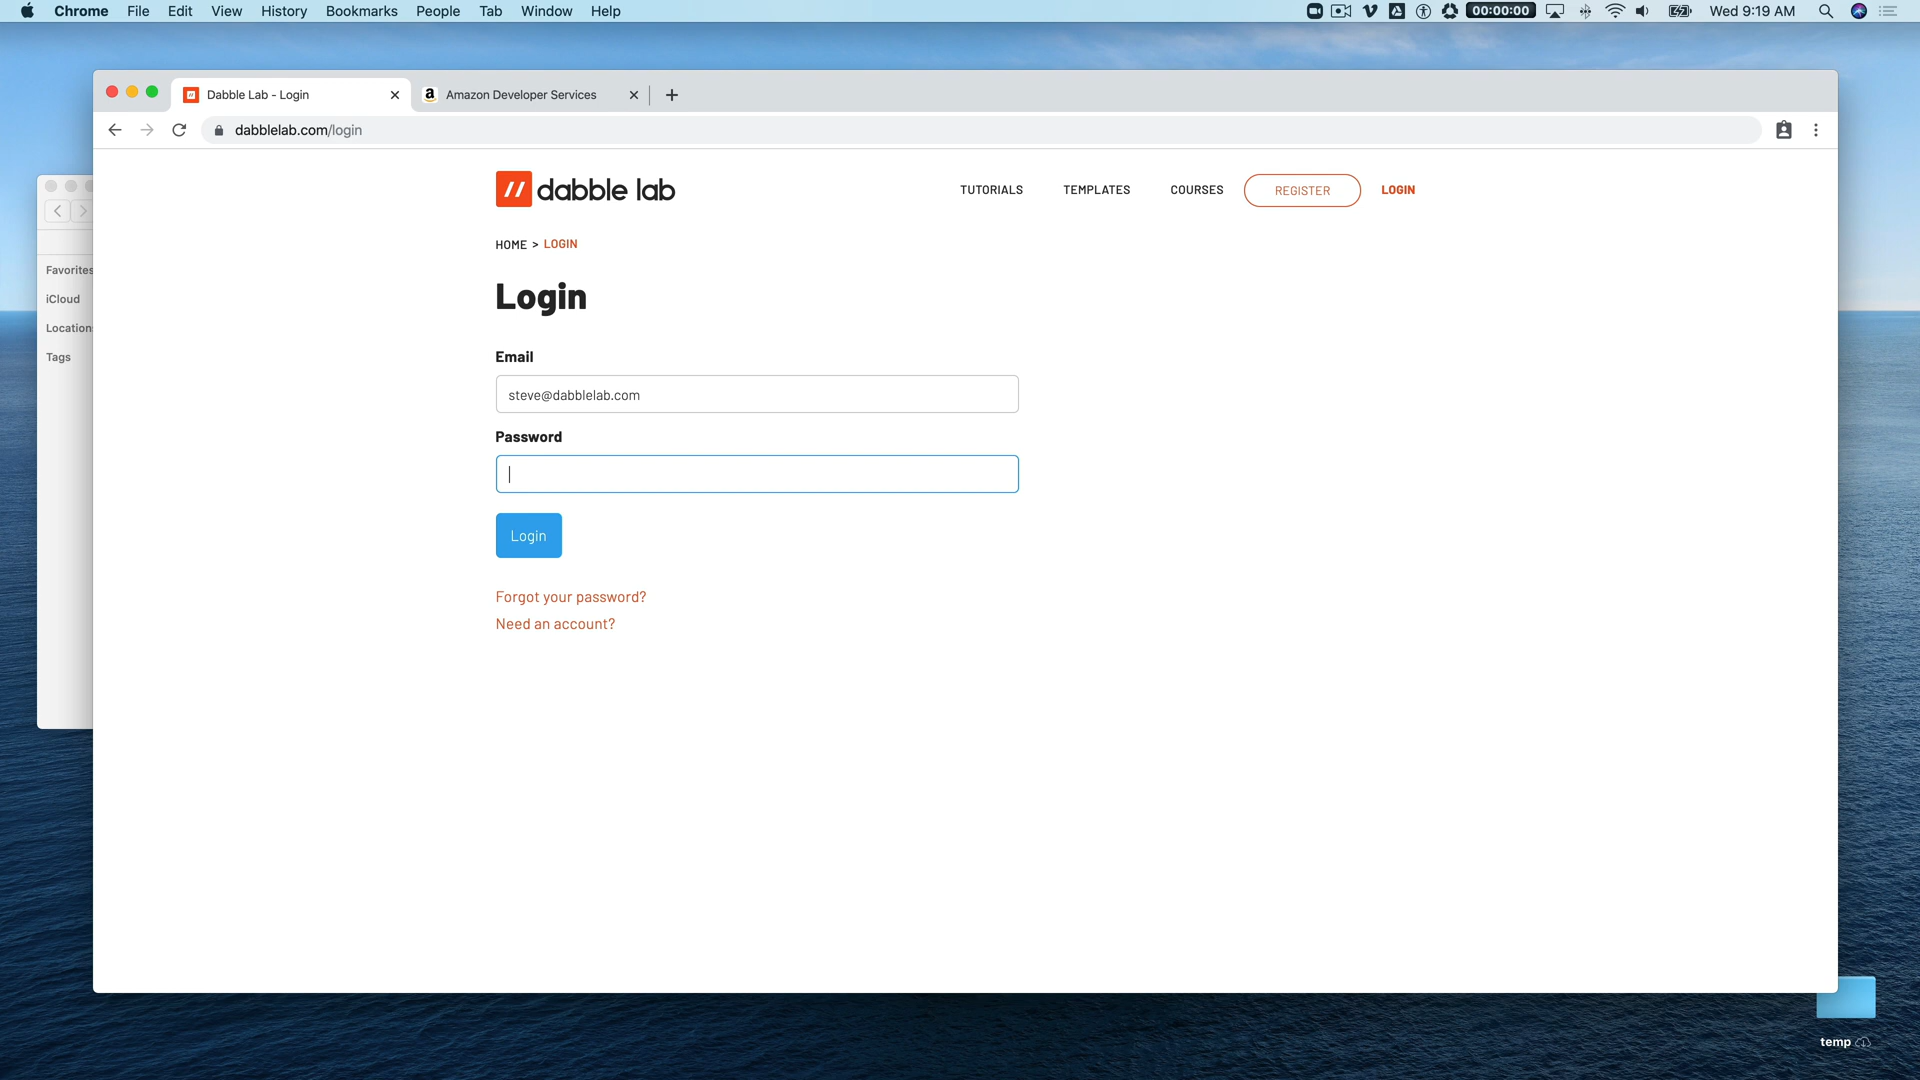 Chrome File Edit View History Bookmarks People Tab Window Help 00:00:00 Wed 9:19 AM
Dabble Lab - Login Amazon Developer Services
dabblelab.com/login
dabble lab TUTORIALS TEMPLATES COURSES REGISTER LOGIN
HOME > LOGIN
Favorites
iCloud
Location
Tags
Login
Email
steve@dabblelab.com
Password
Login
Forgot your password?
Need an account?
temp